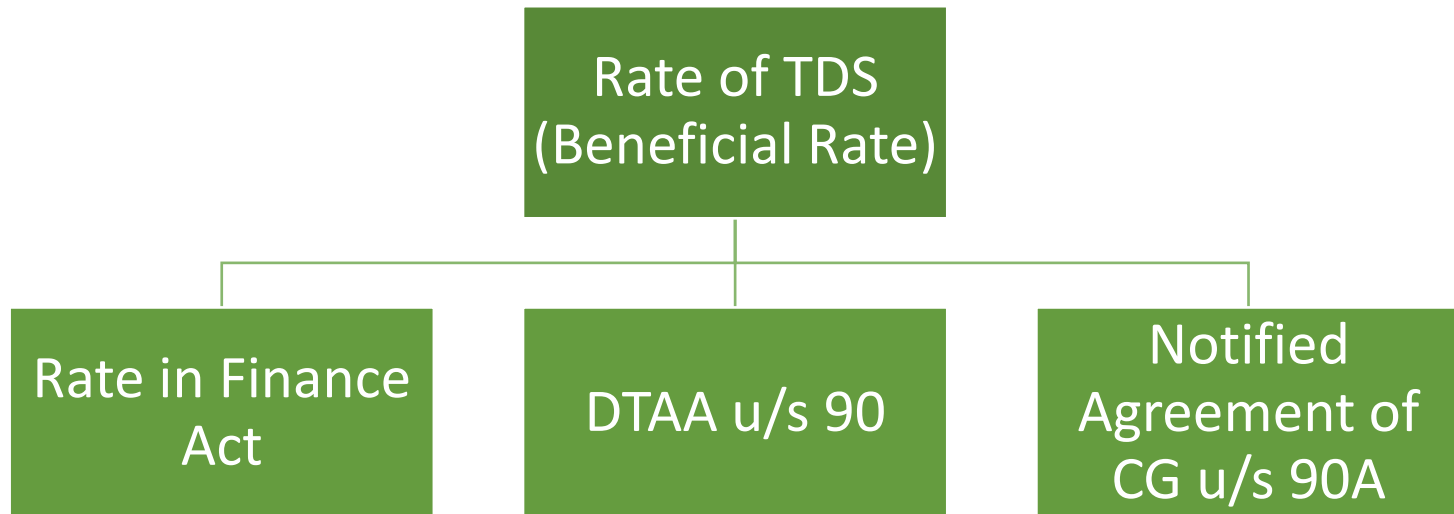 Rate of TDS
(Beneficial Rate)
Rate in Finance
Act
DTAA u/s 90
Notified
Agreement of
CG u/s 90A